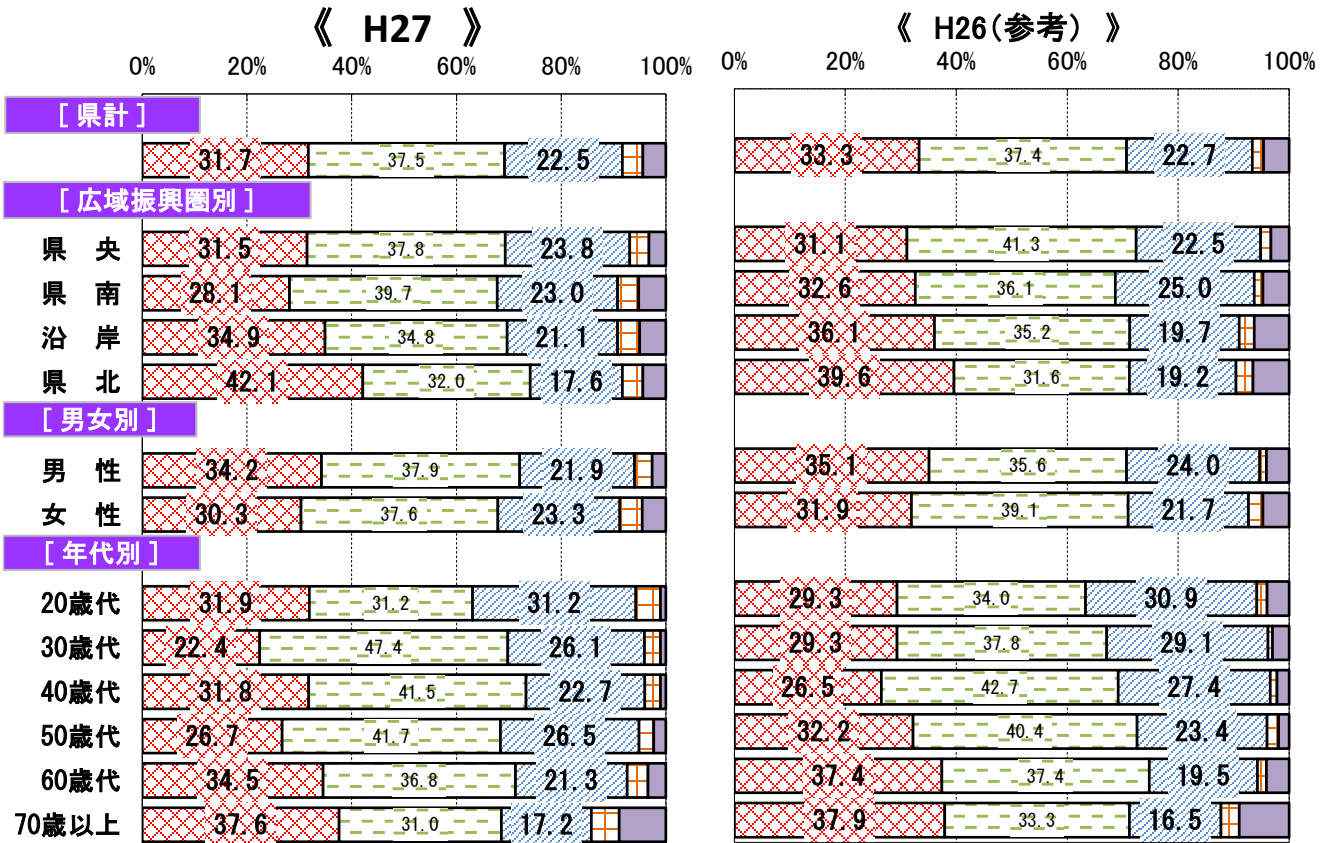 《 H27 》 《 H26（参考） 》
0% 20% 40% 60% 80% 100% 0% 20% 40% 60% 80% 100%
［県計］
31.7 37.5 22.5 33.3 37.4 22.7
［広域振興圏別］
県 央 31.5 37.8 23.8 31.1 41.3 22.5
県 南 28.1 39.7 23.0 32.6 36.1 25.0
沿 岸 34.9 34.8 21.1 36.1 35.2 19.7
県 北 42.1 32.0 17.6 39.6 31.6 19.2
［男女別］
男 性 34.2 37.9 21.9 35.1 35.6 24.0
女 性 30.3 37.6 23.3 31.9 39.1 21.7
［年代別］
20歳代 31.9 31.2 31.2 29.3 34.0 30.9
30歳代 22.4 47.4 26.1 29.3 37.8 29.1
40歳代 31.8 41.5 22.7 26.5 42.7 27.4
50歳代 26.7 41.7 26.5 32.2 40.4 23.4
60歳代 34.5 36.8 21.3 37.4 37.4 19.5
70歳以上 37.6 31.0 17.2 37.9 33.3 16.5